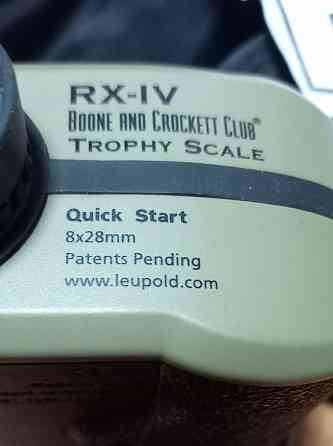 RX-IV
BOONE AND CROCKETT CLUB®
TROPHY SCALE
Quick Start
8x28mm
Patents Pending
www.leupold.com